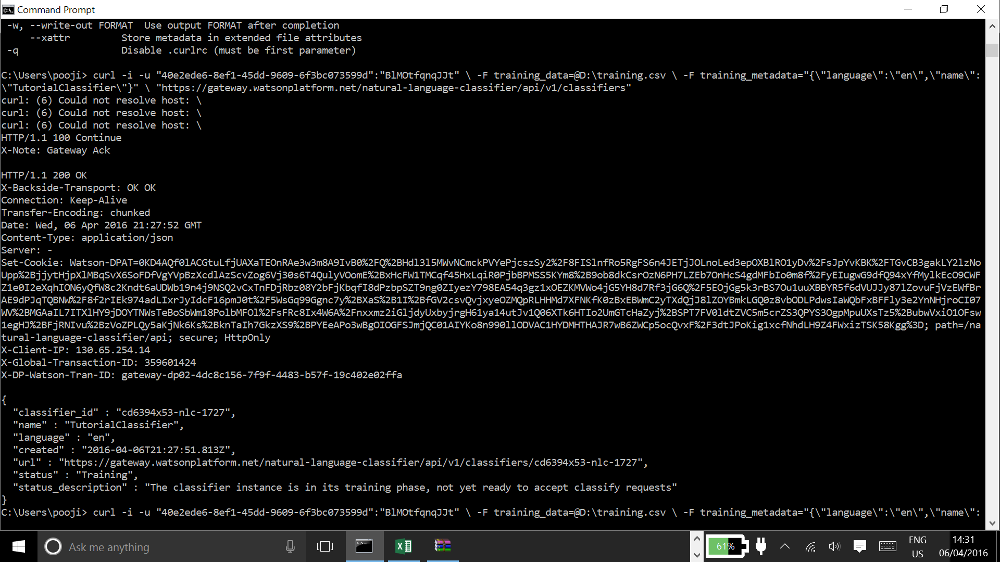 Command Prompt
-w, --write-out FORMAT  Use output FORMAT after completion
--xattr         Store metadata in extended file attributes
-q                  Disable .curlrc (must be first parameter)
C:\Users\pooji> curl -i -u "40e2ede6-8ef1-45dd-9609-6f3bc073599d":"BlMOtfqnqJJt" \ -F training_data=@D:\training.csv \ -F training_metadata="{\"language\":\"en\",\"name\":
\"TutorialClassifier\"}" \ "https://gateway.watsonplatform.net/natural-language-classifier/api/v1/classifiers"
curl: (6) Could not resolve host: \
curl: (6) Could not resolve host: \
curl: (6) Could not resolve host: \
HTTP/1.1 100 Continue
X-Note: Gateway Ack
HTTP/1.1 200 OK
X-Backside-Transport: OK OK
Connection: Keep-Alive
Transfer-Encoding: chunked
Date: Wed, 06 Apr 2016 21:27:52 GMT
Content-Type: application/json
Server: -
Set-Cookie: Watson-DPAT=0KD4AQf0lACGtuLfjUAXaTEOnRAe3w3m8A9IvB0%2FQ%2BHdl3l5MWvNCmckPVYePjcszSy2%2F8FISlnfRo5RgFS6n4JETjJOLnoLed3epOXBlRO1yDv%2FsJpYvKBK%2FTGvCB3gakLY2lzNo
Upp%2BjjytHjpXlMBqSvX6SoFDfVgYVpBzXcdlAzScvZog6Vj30s6T4QulyVOomE%2BxHcFW1TMCqf45HxLqiR0PjbBPMSS5KYm8%2B9ob8dkCsrOzN6PH7LZEb7OnHcS4gdMFbIo0m8f%2FyEIugwG9dfQ94xYfMylkEcO9CWF
Z1e0I2eXqhION6yQfW8c2Kndt6aUDWb19n4j9NSQ2vCxTnFDjRbz08Y2bFjKbqfI8dPzbpSZT9ng0ZIyezY798EA54q3gz1xOEZKMVWo4jG5YH8d7Rf3jG6Q%2F5EOjGg5k3rBS7Ou1uuXBBYR5f6dVUJJy87lZovuFjVzEWfBr
AE9dPJqTQBNW%2F8f2rIEk974adLIxrJyIdcF16pmJ0t%2F5WsGq99Ggnc7y%2BXaS%2B1I%2BfGV2csvQvjxyeOZMQpRLHHMd7XFNKfK0zBxEBWmC2yTXdQjJ8lZOYBmkLGQ0z8vbODLPdwsIaWQbFxBFFly3e2YnNHjroCI07
WV%2BMGAaIL7ITXlHY9jDOYTNWsTeBoSbWm18PolbMFOl%2FsFRc8Ix4W6A%2Fnxxmz2iGljdyUxbyjrgH61ya14utJv1Q06XTk6HTIo2UmGTcHaZyj%2BSPT7FV0ldtZVC5m5crZS3QPYS3OgpMpuUXsTz5%2BubwVxiO1OFsw
1egHJ%2BFjRNIvu%2BzVoZPLQy5aKjNk6Ks%2BknTaIh7GkzXS9%2BPYEeAPo3wBgOIOGFSJmjQC01AIYKo8n990llODVAC1HYDMHTHAJR7wB6ZWCp5ocQvxF%2F3dtJPoKig1xcfNhdLH9Z4FWxizTSK58Kgg%3D; path=/na
tural-language-classifier/api; secure; HttpOnly
X-Client-IP: 130.65.254.14
X-Global-Transaction-ID: 359601424
X-DP-Watson-Tran-ID: gateway-dp02-4dc8c156-7f9f-4483-b57f-19c402e02ffa
{
"classifier_id" : "cd6394x53-nlc-1727",
"name" : "TutorialClassifier",
"language" : "en",
"created" : "2016-04-06T21:27:51.813Z",
"url" : "https://gateway.watsonplatform.net/natural-language-classifier/api/v1/classifiers/cd6394x53-nlc-1727",
"status" : "Training",
"status_description" : "The classifier instance is in its training phase, not yet ready to accept classify requests"
}
C:\Users\pooji> curl -i -u "40e2ede6-8ef1-45dd-9609-6f3bc073599d":"BlMOtfqnqJJt" \ -F training_data=@D:\training.csv \ -F training_metadata="{\"language\":\"en\",\"name\":
Ask me anything
61%
ENG
US
14:31
06/04/2016